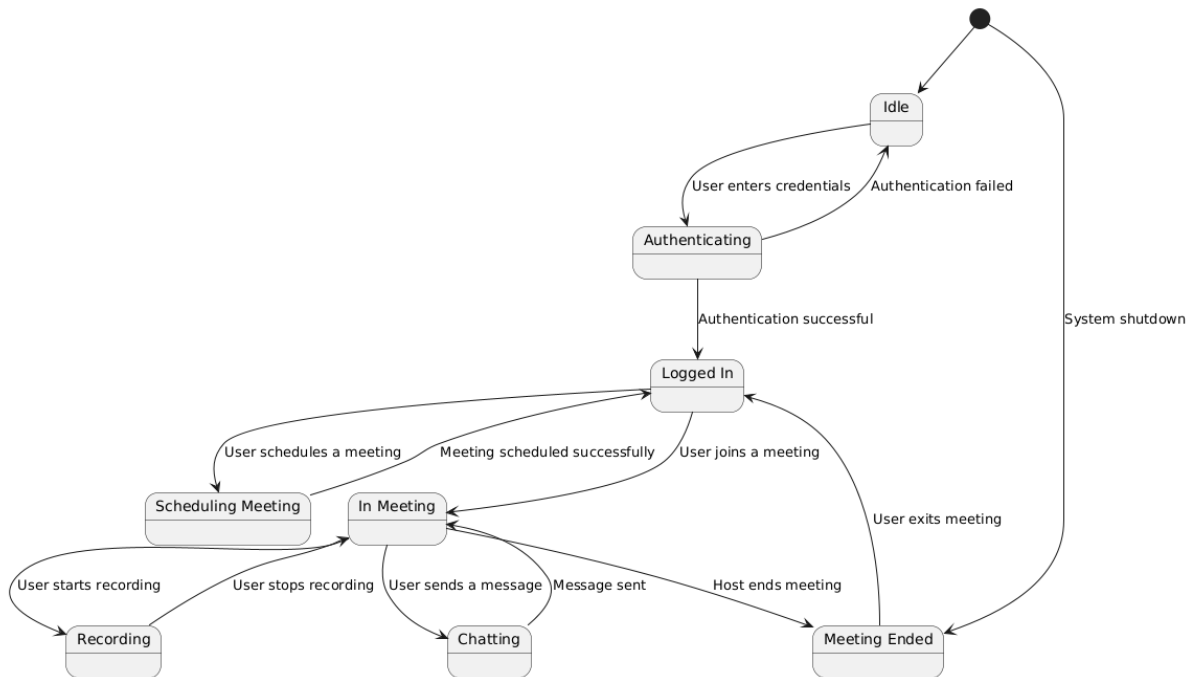 Idle
User enters credentials
Authentication failed
Authenticating
Authentication successful
System shutdown
Logged In
User schedules a meeting
Meeting scheduled successfully
User joins a meeting
Scheduling Meeting
In Meeting
User exits meeting
User starts recording
User stops recording
User sends a message
Message sent
Host ends meeting
Recording
Chatting
Meeting Ended